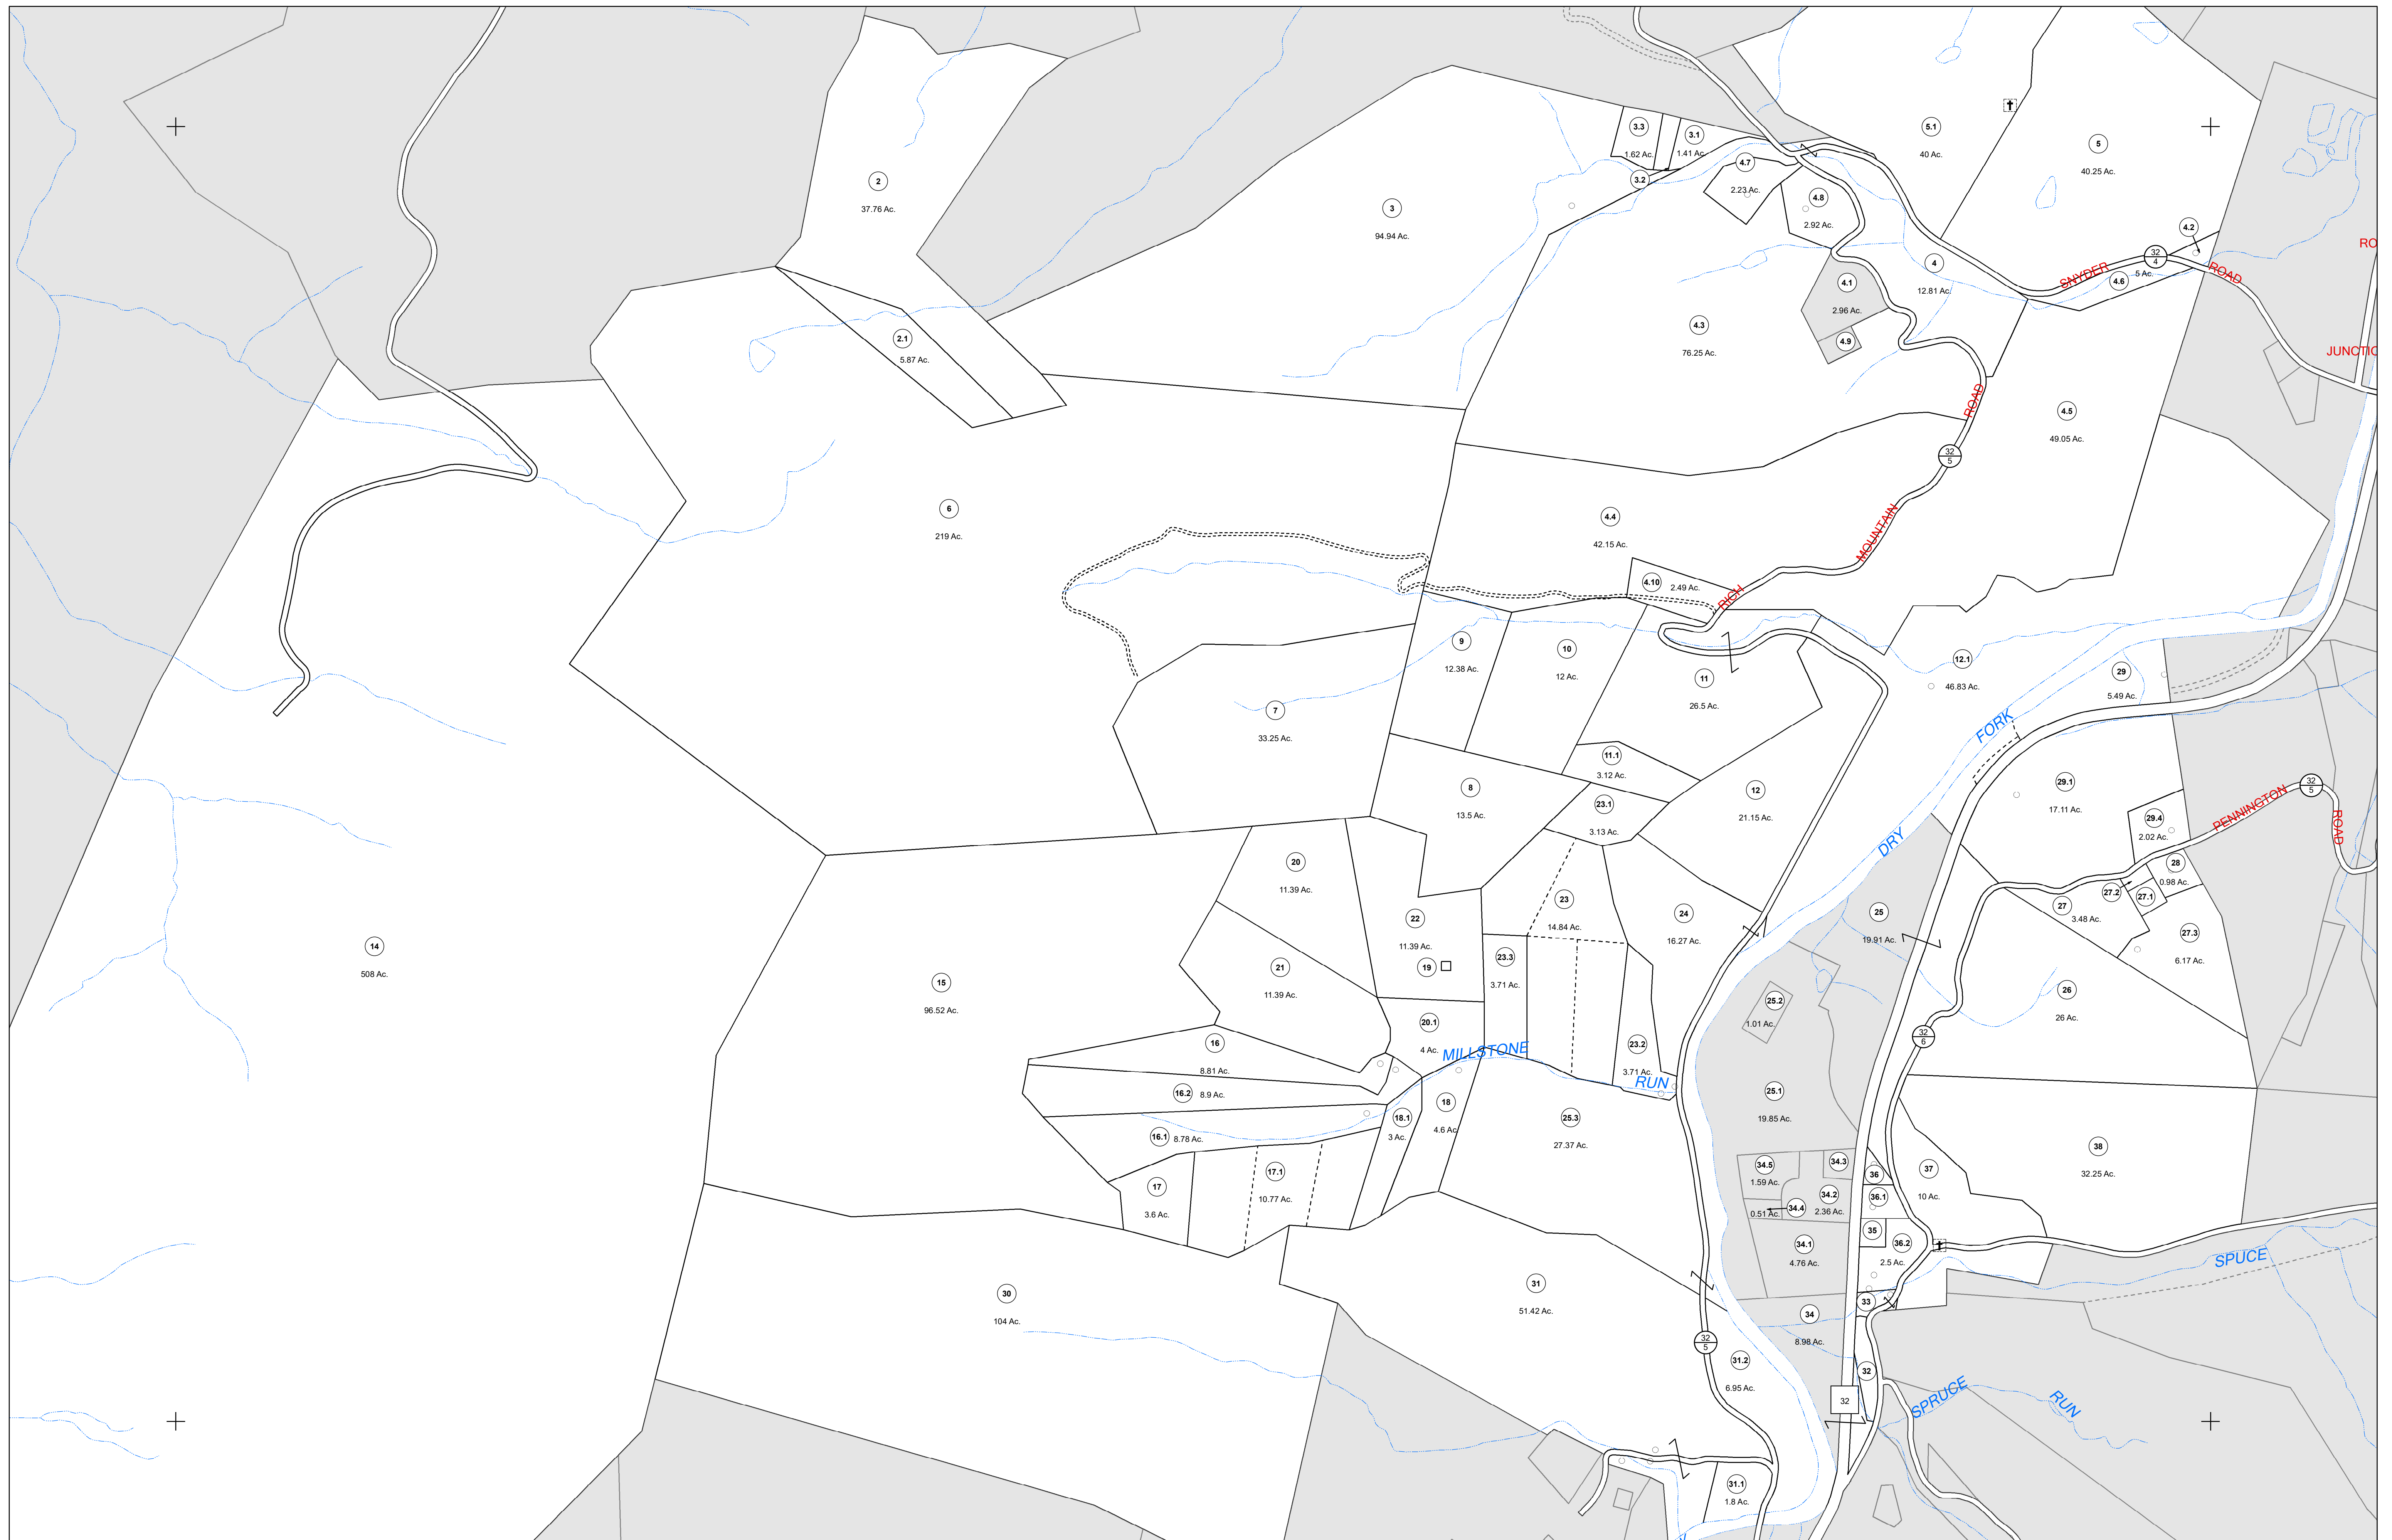 3.3
1.62 Ac.
3.1
1.41 Ac.
3.2
4.7
2.23 Ac.
4.8
2.92 Ac.
5.1
40 Ac.
5
40.25 Ac.
2
37.76 Ac.
3
94.94 Ac.
4.2
32
4
5 Ac.
4.6
SNYDER
ROAD
RO
4
12.81 Ac.
4.1
2.96 Ac.
4.9
2.1
5.87 Ac.
4.3
76.25 Ac.
JUNCTIO
ROAD
4.5
49.05 Ac.
32
5
6
219 Ac.
4.4
42.15 Ac.
MOUNTAIN
4.10
2.49 Ac.
RICH
9
12.38 Ac.
10
12 Ac.
11
26.5 Ac.
12.1
46.83 Ac.
29
5.49 Ac.
7
33.25 Ac.
FORK
11.1
3.12 Ac.
8
13.5 Ac.
23.1
3.13 Ac.
12
21.15 Ac.
29.1
17.11 Ac.
32
5
PENNINGTON
ROAD
29.4
2.02 Ac.
DRY
28
0.98 Ac.
27.2
27.1
27
3.48 Ac.
27.3
6.17 Ac.
20
11.39 Ac.
22
11.39 Ac.
19
23
14.84 Ac.
24
16.27 Ac.
25
19.91 Ac.
14
508 Ac.
15
96.52 Ac.
21
11.39 Ac.
23.3
3.71 Ac.
25.2
1.01 Ac.
26
26 Ac.
20.1
4 Ac.
32
6
MILLSTONE
RUN
23.2
3.71 Ac.
16
8.81 Ac.
16.2
8.9 Ac.
16.1
8.78 Ac.
18.1
3 Ac.
18
4.6 Ac.
25.3
27.37 Ac.
25.1
19.85 Ac.
38
32.25 Ac.
17
3.6 Ac.
17.1
10.77 Ac.
34.5
1.59 Ac.
34.3
36
37
10 Ac.
34.4
0.51 Ac.
34.2
2.36 Ac.
36.1
35
36.2
2.5 Ac.
34.1
4.76 Ac.
SPUCE
30
104 Ac.
31
51.42 Ac.
33
34
8.98 Ac.
32
5
31.2
6.95 Ac.
32
32
SPRUCE
RUN
31.1
1.8 Ac.